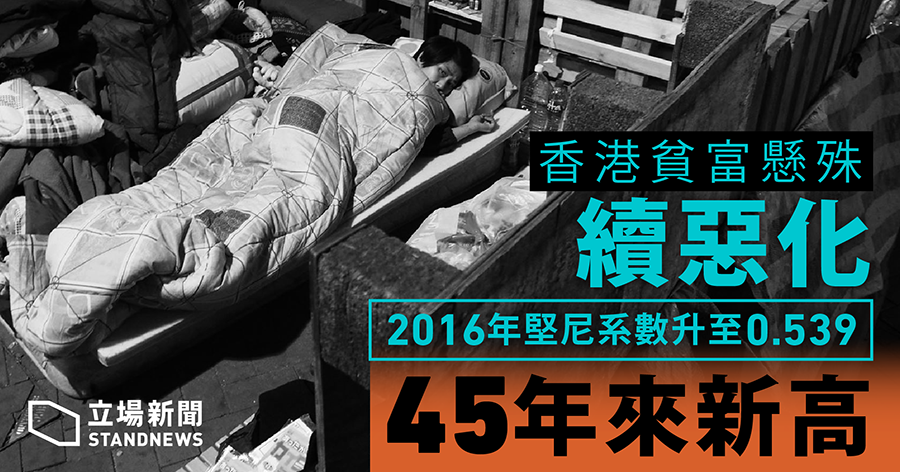 香港貧富懸殊
續惡化
2016年堅尼系數升至0.539
45年來新高
立場新聞
STANDNEWS